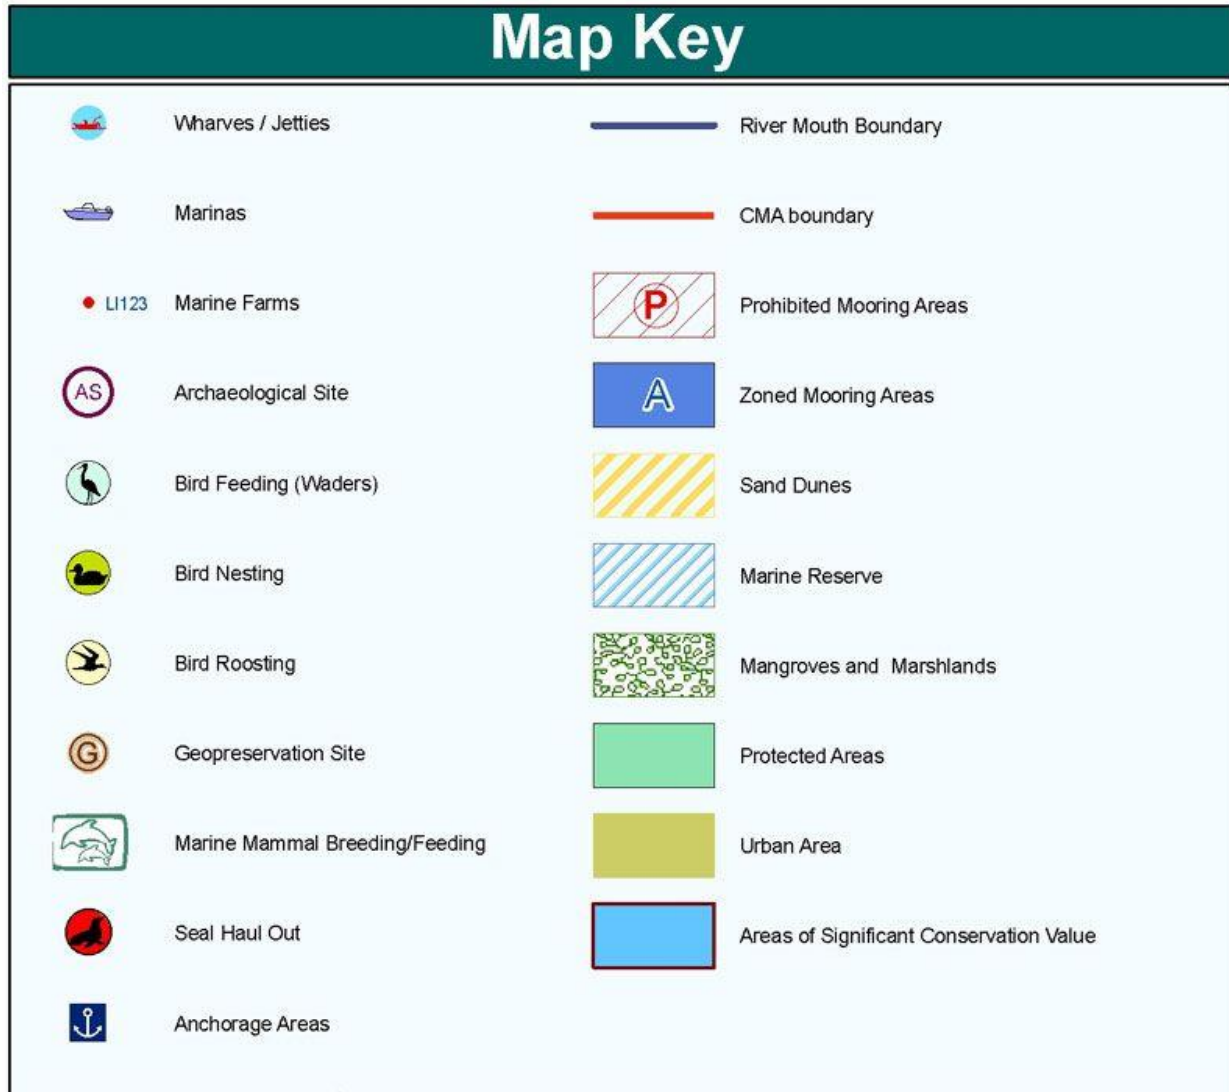 Map Key
Wharves / Jetties
Marinas
LI123 Marine Farms
AS Archaeological Site
Bird Feeding (Waders)
Bird Nesting
Bird Roosting
G Geopreservation Site
Marine Mammal Breeding/Feeding
Seal Haul Out
Anchorage Areas
River Mouth Boundary
CMA boundary
P Prohibited Mooring Areas
A Zoned Mooring Areas
Sand Dunes
Marine Reserve
Mangroves and Marshlands
Protected Areas
Urban Area
Areas of Significant Conservation Value